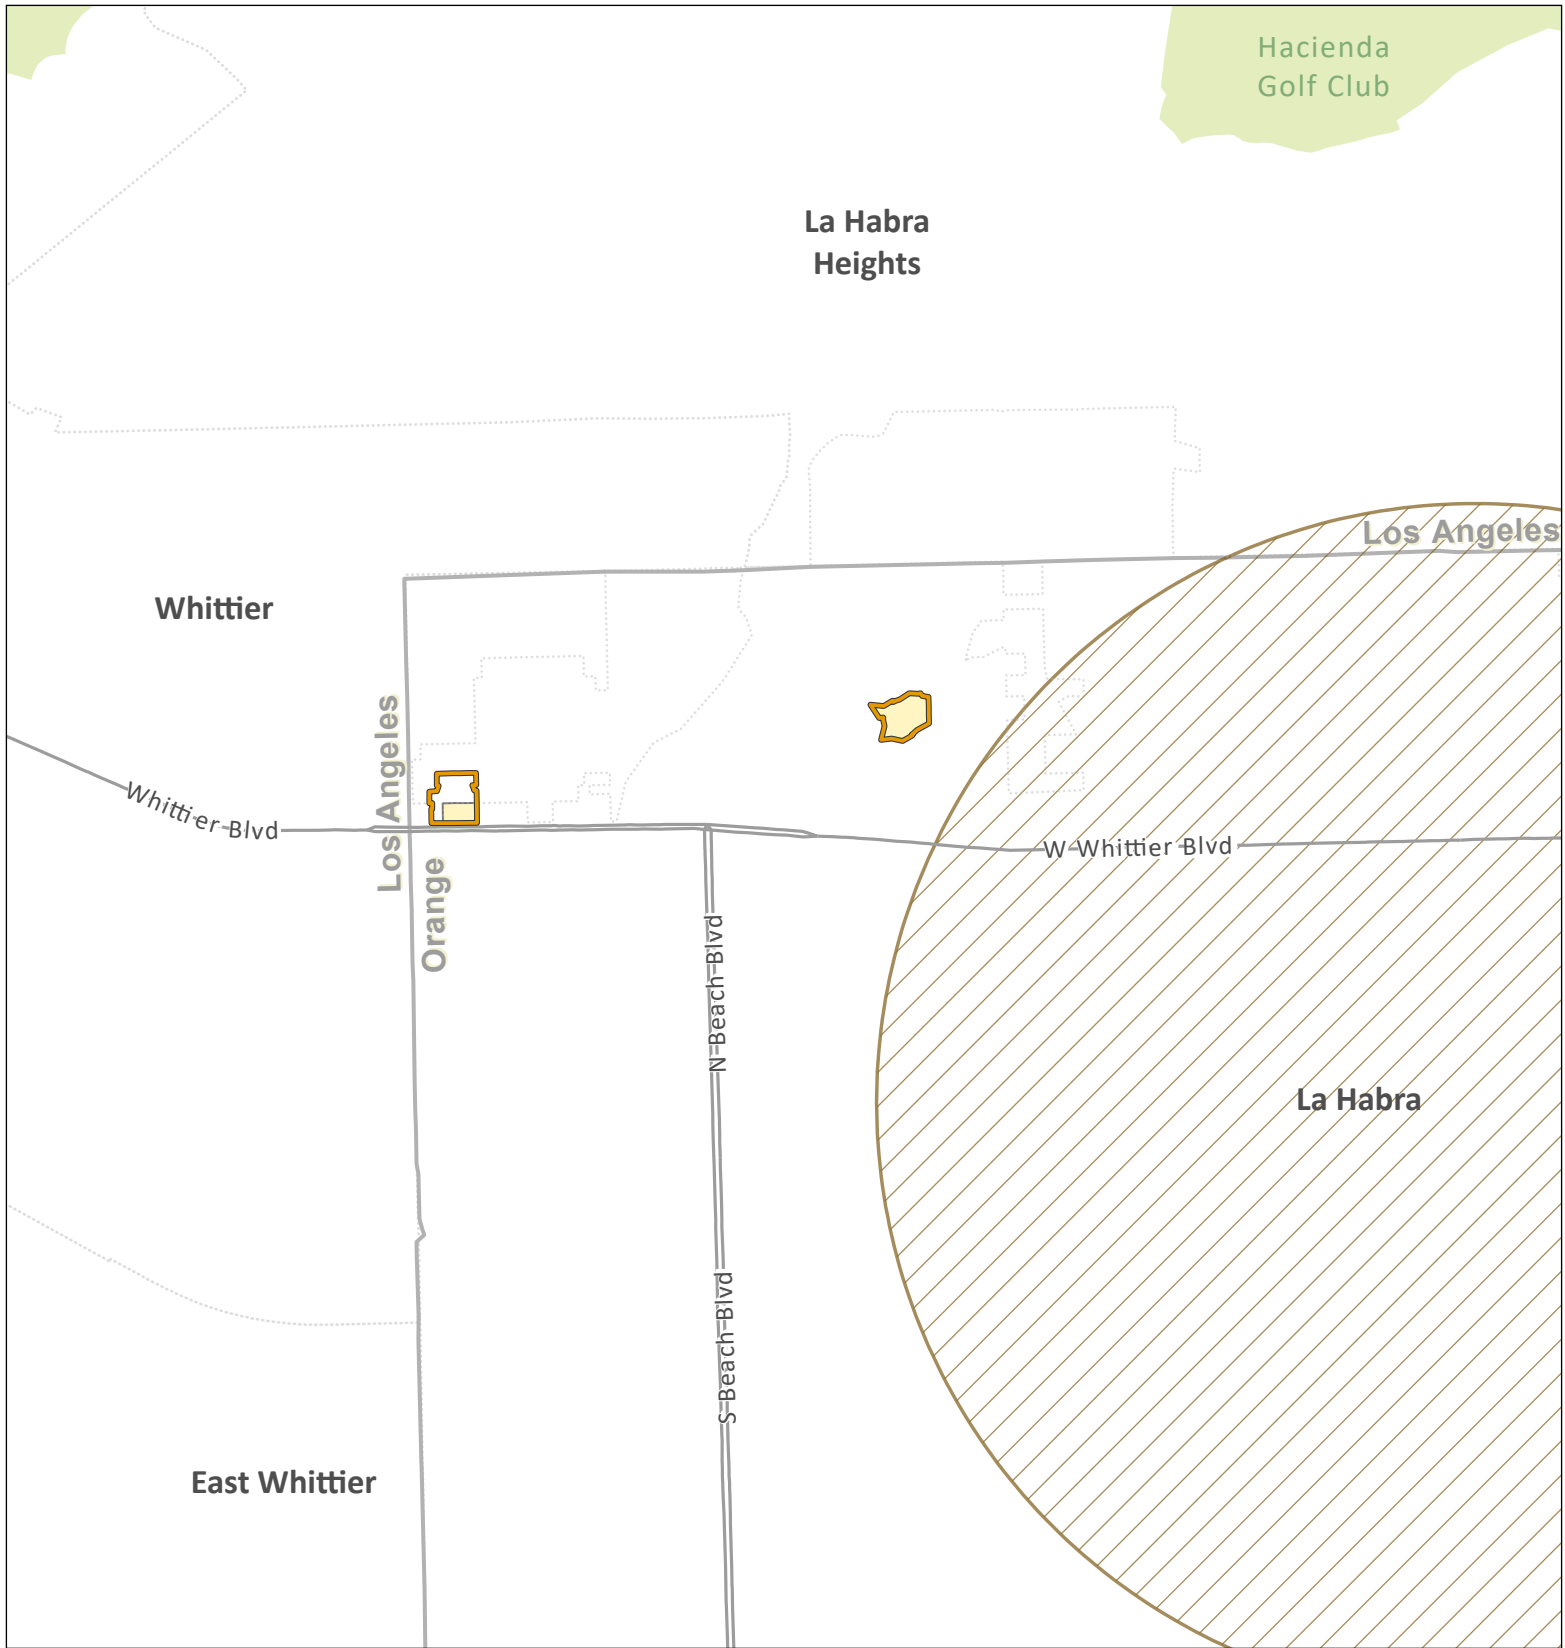 Hacienda
Golf Club
La Habra
Heights
Los Angeles
Whittier
Los Angeles
Whittier Blvd
W Whittier Blvd
Orange
N Beach Blvd
La Habra
S Beach Blvd
East Whittier